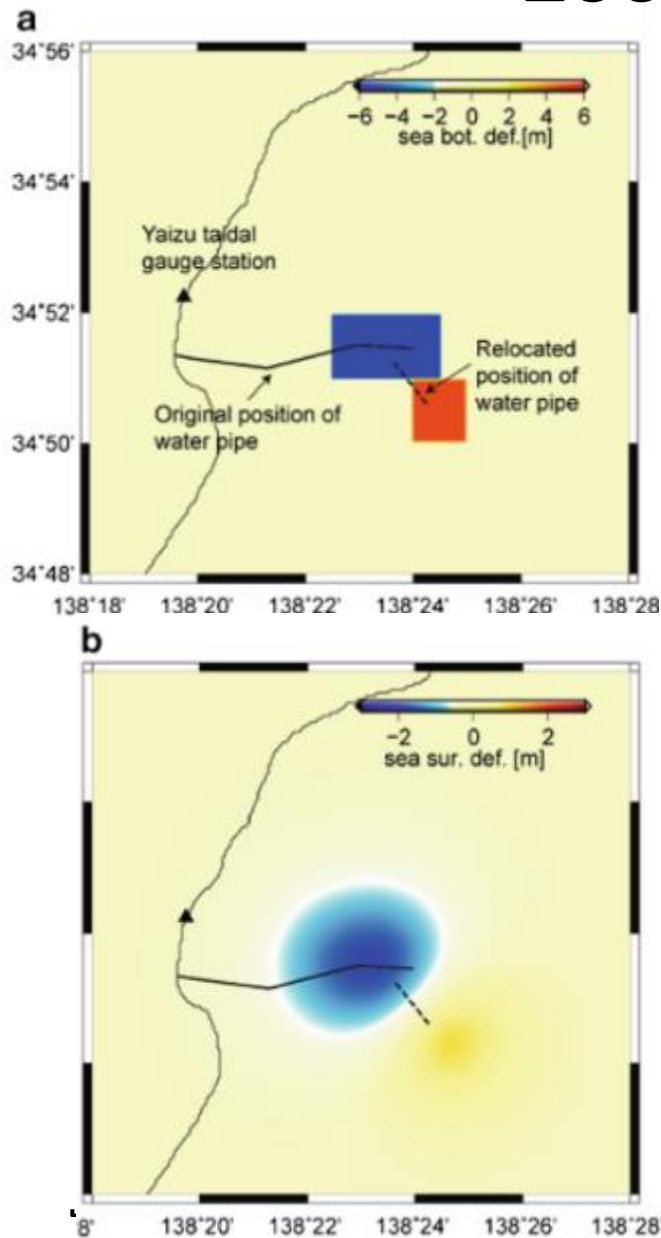 a
34°56'
−6 −4 −2 0 2 4 6
sea bot. def.[m]
34°54'
Yaizu taidal
gauge station
34°52'
Relocated
position of
water pipe
Original position of
water pipe
34°50'
34°48'
138°18' 138°20' 138°22' 138°24' 138°26' 138°28'
b
−2 0 2
sea sur. def. [m]
8' 138°20' 138°22' 138°24' 138°26' 138°28'